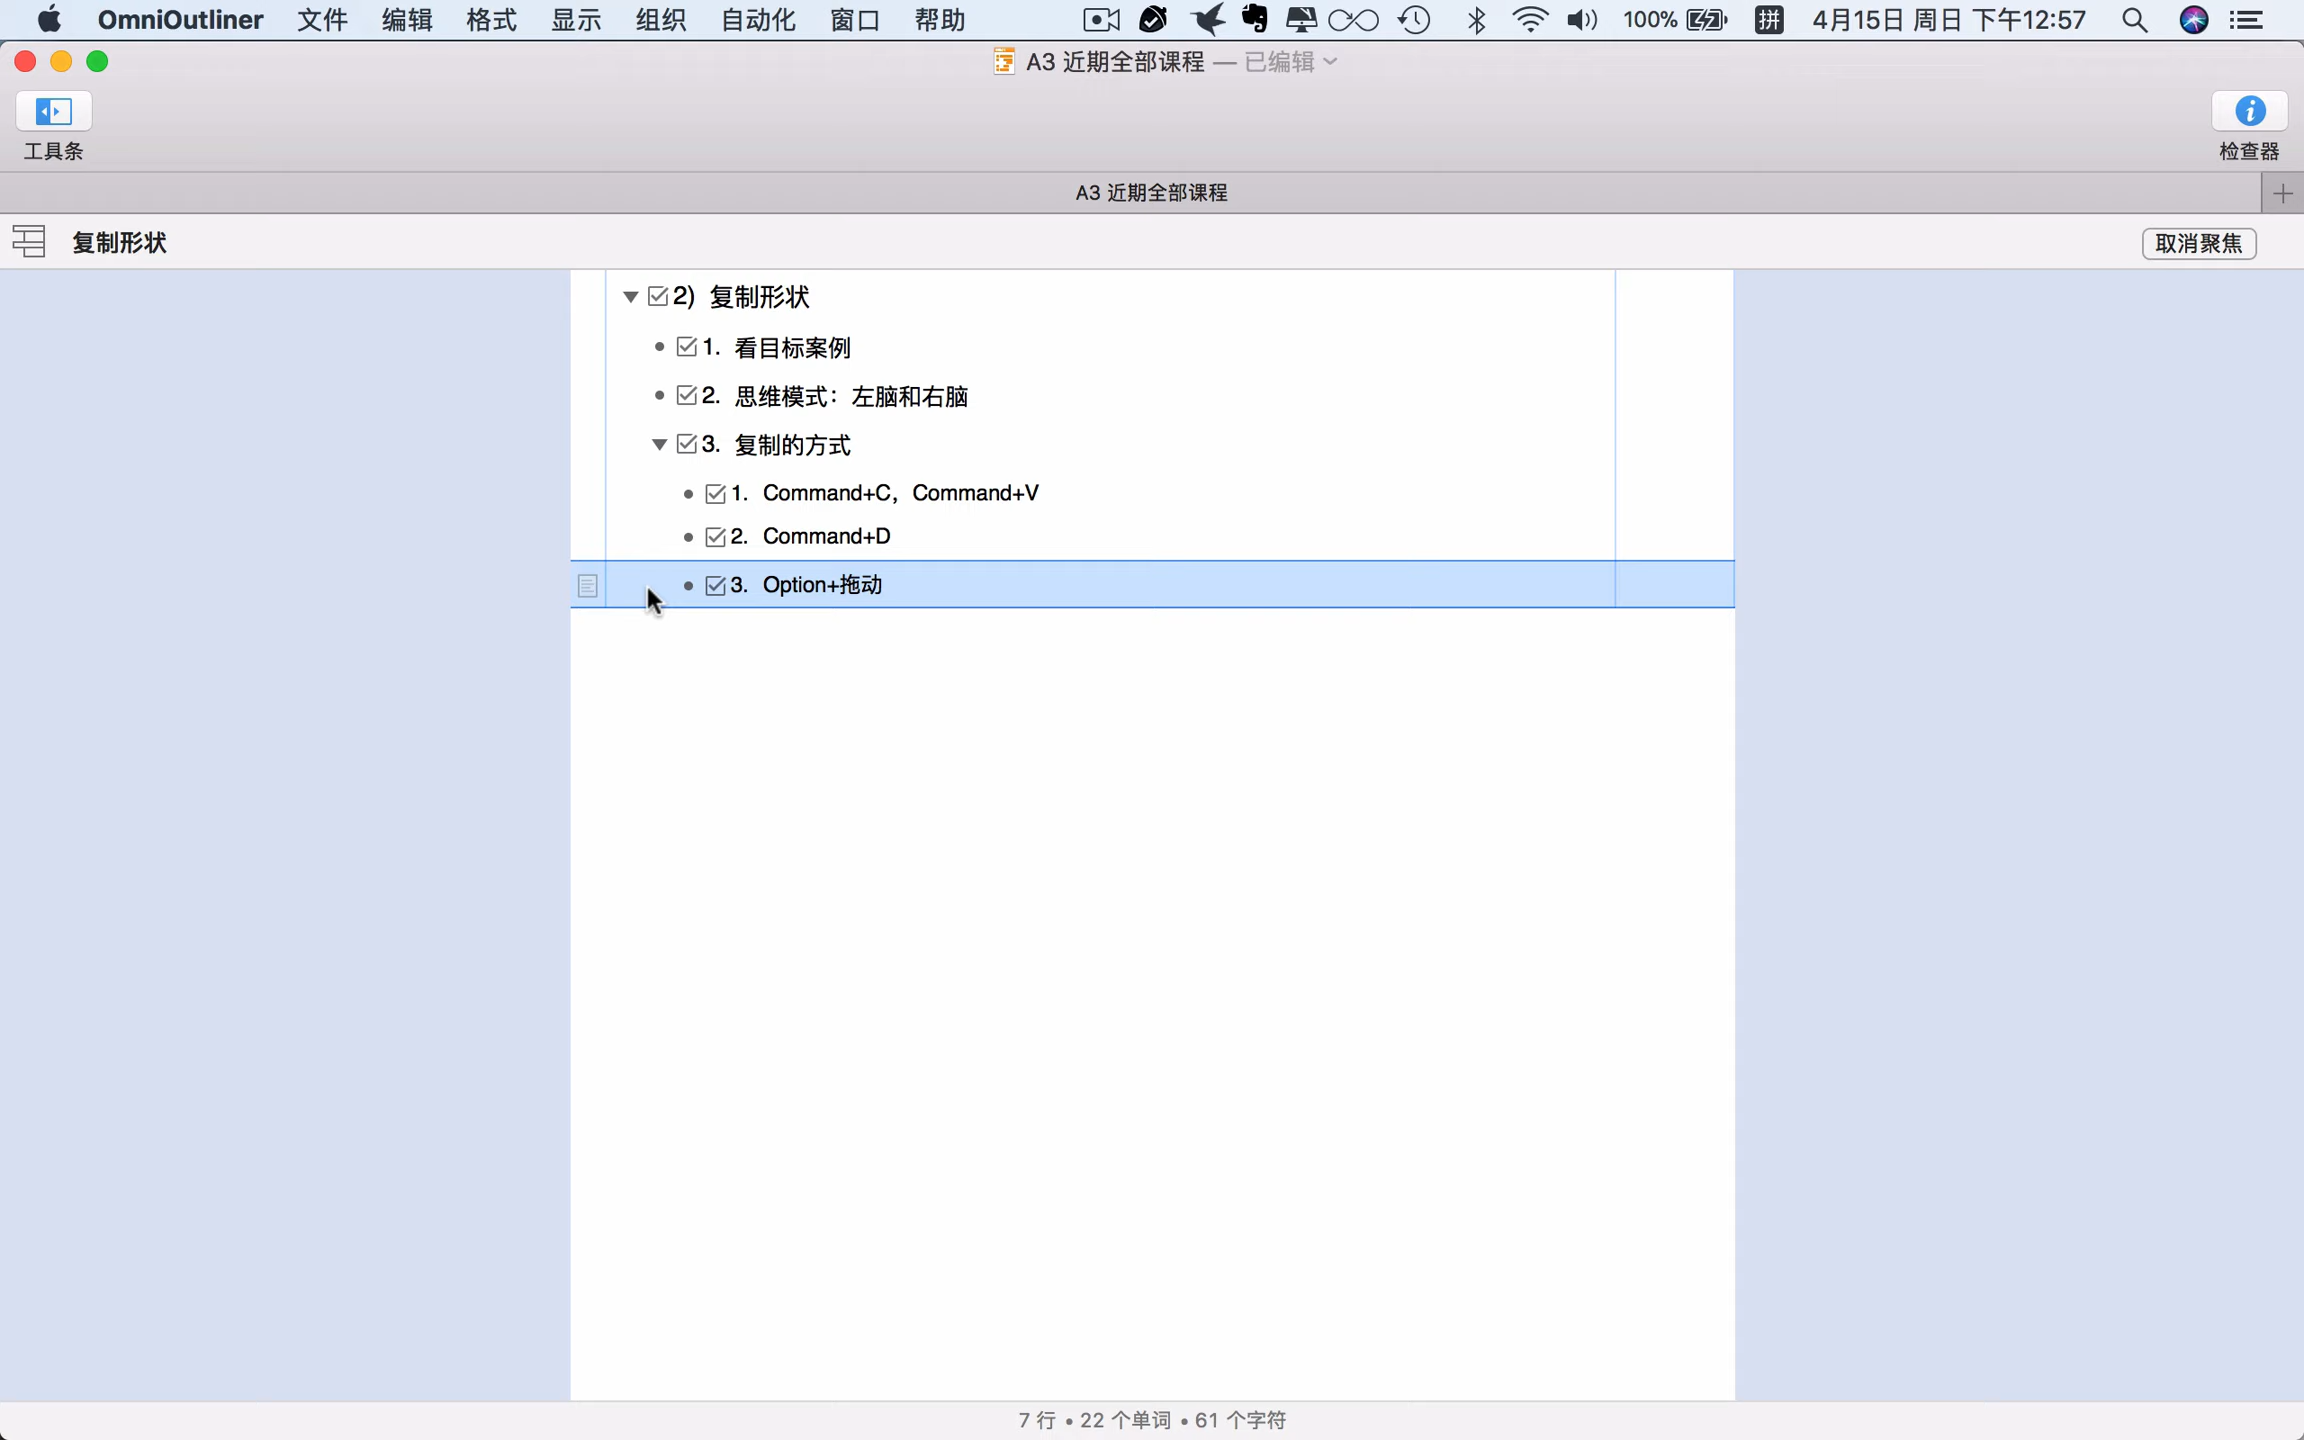 OmniOutliner 文件 编辑 格式 显示 组织 自动化 窗口 帮助 100% 拼 4月15日 周日 下午12:57
A3 近期全部课程 — 已编辑
工具条 检查器
A3 近期全部课程
复制形状 取消聚焦
2) 复制形状
1. 看目标案例
2. 思维模式：左脑和右脑
3. 复制的方式
1. Command+C，Command+V
2. Command+D
3. Option+拖动
7 行 • 22 个单词 • 61 个字符